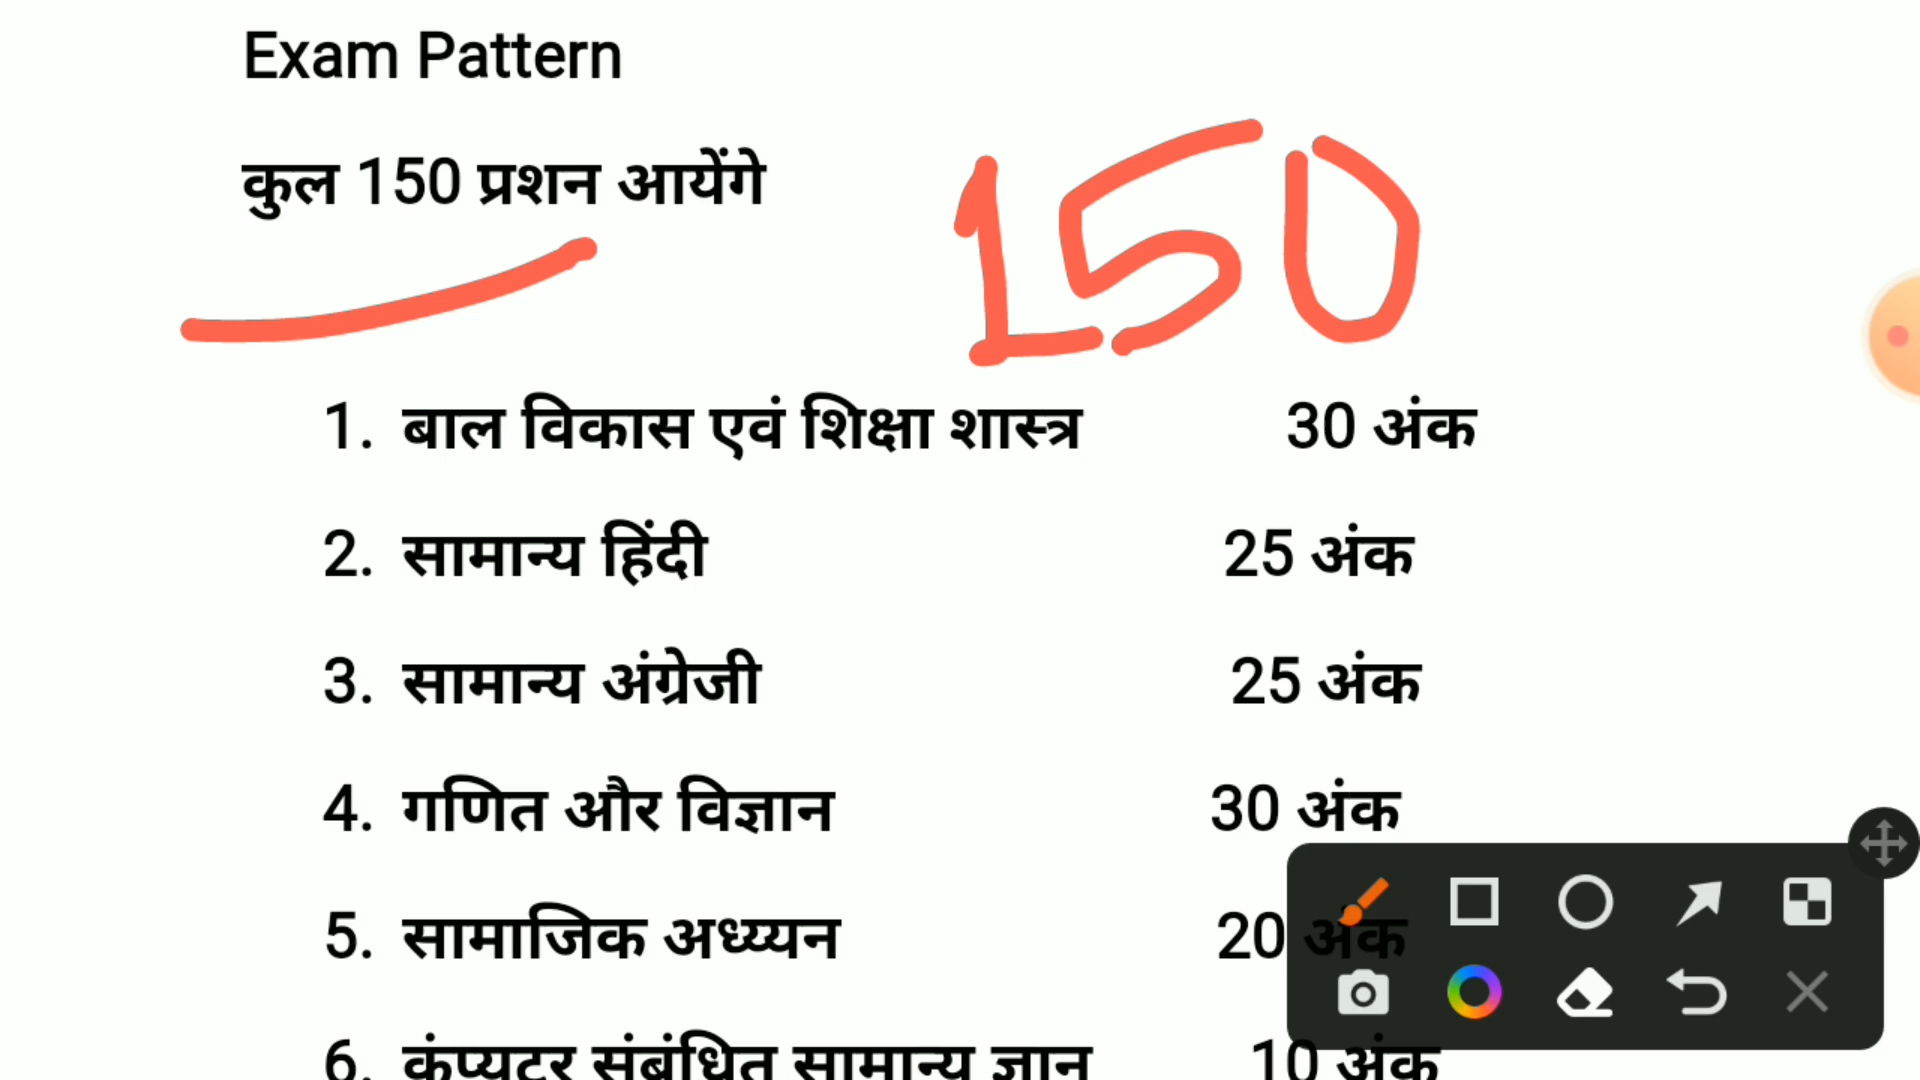 Exam Pattern
कुल 150 प्रशन आयेंगे
150
1. बाल विकास एवं शिक्षा शास्त्र 30 अंक
2. सामान्य हिंदी 25 अंक
3. सामान्य अंग्रेजी 25 अंक
4. गणित और विज्ञान 30 अंक
5. सामाजिक अध्य्यन 20 अंक
6. कंप्यूटर संबंधित सामान्य ज्ञान 10 अंक